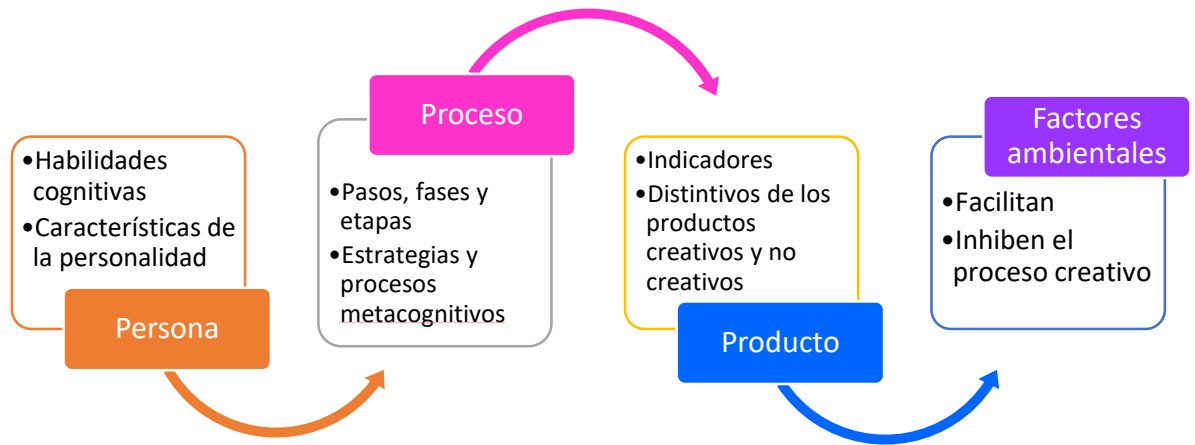 •Habilidades
cognitivas
•Características de
la personalidad
Persona
Proceso
•Pasos, fases y
etapas
•Estrategias y
procesos
metacognitivos
•Indicadores
•Distintivos de los
productos
creativos y no
creativos
Producto
Factores
ambientales
•Facilitan
•Inhiben el
proceso creativo